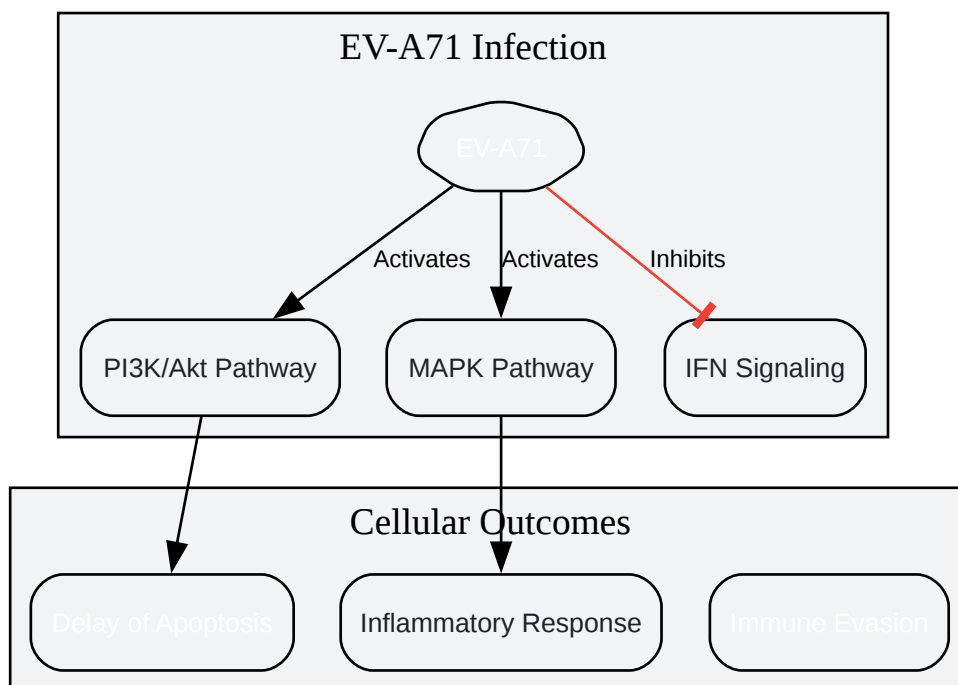 EV-A71 Infection
EV-A71
Activates
Activates
Inhibits
PI3K/Akt Pathway
MAPK Pathway
IFN Signaling
Cellular Outcomes
Delay of Apoptosis
Inflammatory Response
Immune Evasion